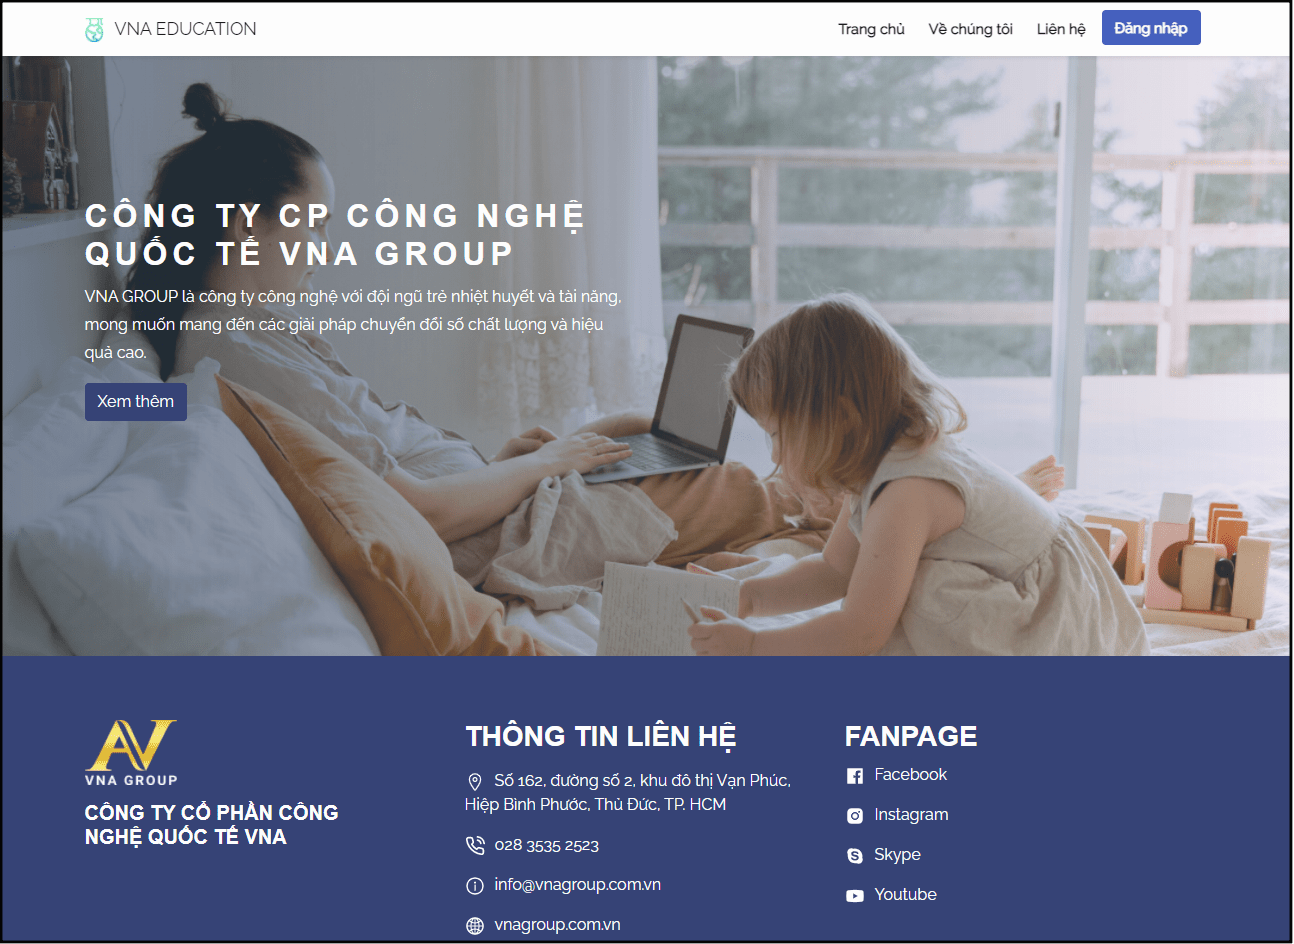 VNA EDUCATION
Trang chủ
Về chúng tôi
Liên hệ
Đăng nhập
CÔNG TY CP CÔNG NGHỆ
QUỐC TẾ VNA GROUP
VNA GROUP là công ty công nghệ với đội ngũ trẻ nhiệt huyết và tài năng,
mong muốn mang đến các giải pháp chuyển đổi số chất lượng và hiệu
quả cao.
Xem thêm
AV
VNA GROUP
CÔNG TY CỔ PHẦN CÔNG
NGHỆ QUỐC TẾ VNA
THÔNG TIN LIÊN HỆ
Số 162, đường số 2, khu đô thị Vạn Phúc,
Hiệp Bình Phước, Thủ Đức, TP. HCM
028 3535 2523
info@vnagroup.com.vn
vnagroup.com.vn
FANPAGE
Facebook
Instagram
Skype
Youtube